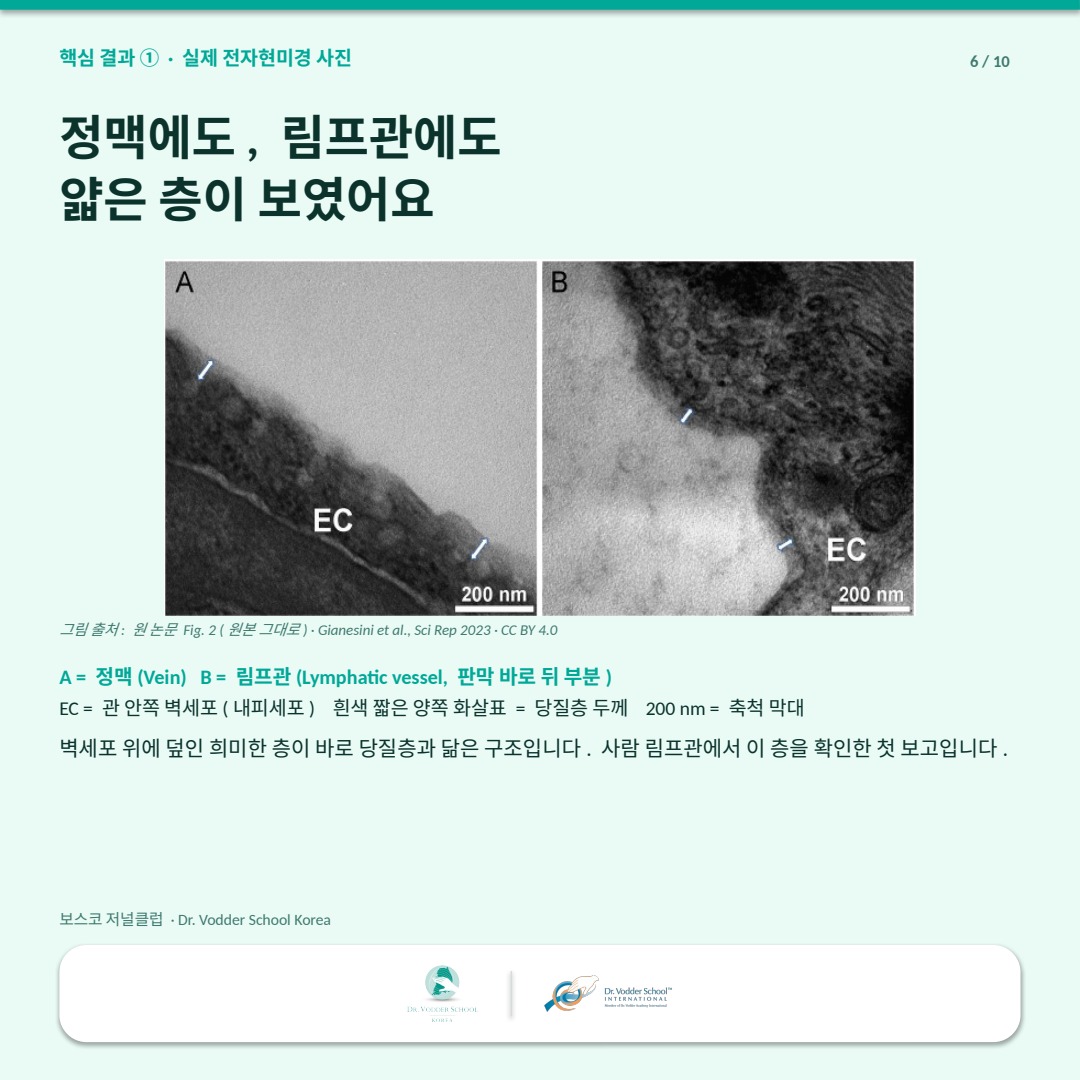 핵심 결과 ① · 실제 전자현미경 사진
6 / 10
정맥에도 , 림프관에도
얇은 층이 보였어요
A
B
EC
200 nm
EC
200 nm
그림 출처 : 원 논문 Fig. 2 ( 원본 그대로 ) · Gianesini et al., Sci Rep 2023 · CC BY 4.0
A = 정맥 (Vein) B = 림프관 (Lymphatic vessel, 판막 바로 뒤 부분 )
EC = 관 안쪽 벽세포 ( 내피세포 ) 흰색 짧은 양쪽 화살표 = 당질층 두께 200 nm = 축척 막대
벽세포 위에 덮인 희미한 층이 바로 당질층과 닮은 구조입니다 . 사람 림프관에서 이 층을 확인한 첫 보고입니다 .
보스코 저널클럽 · Dr. Vodder School Korea
DR. VODDER SCHOOL
KOREA
Dr. Vodder School™
INTERNATIONAL
Member of Dr. Vodder Academy International